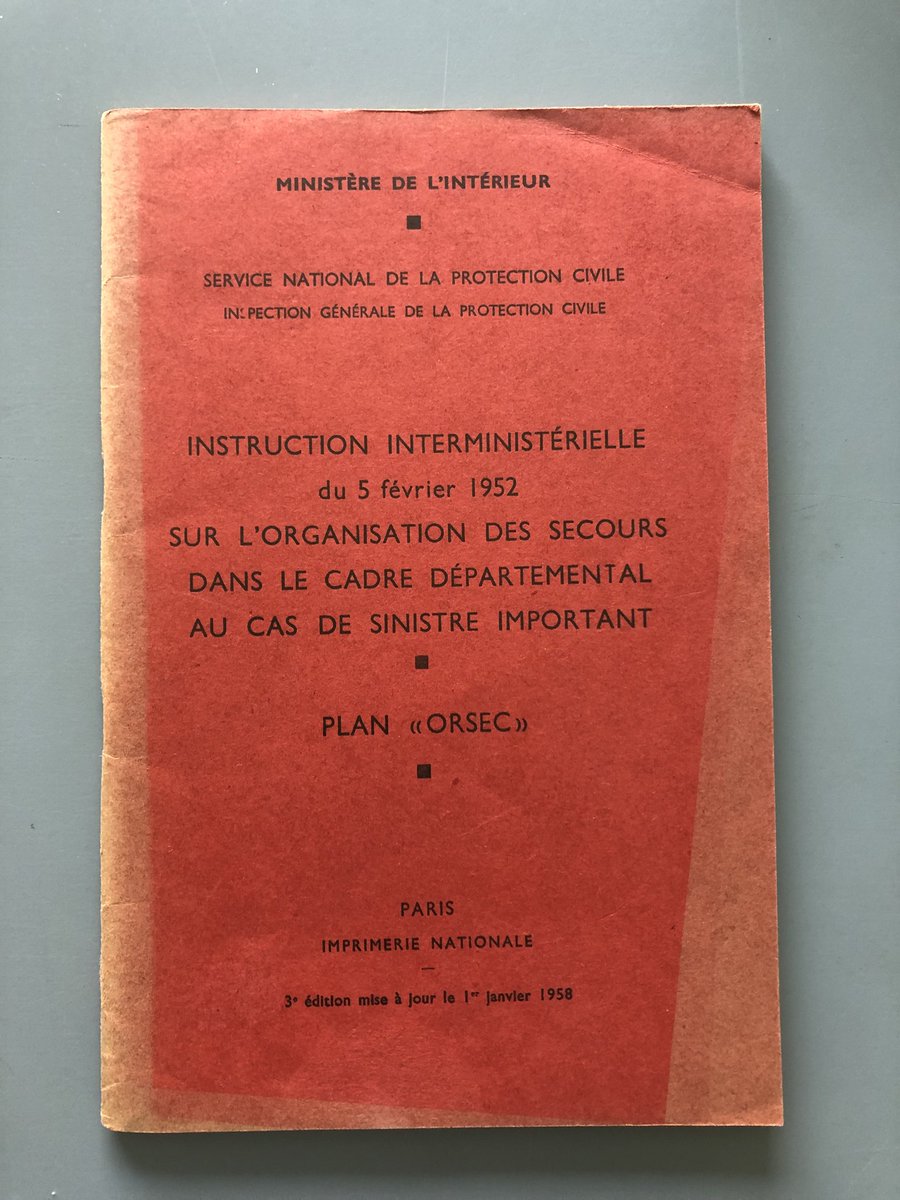 MINISTÈRE DE L'INTÉRIEUR
SERVICE NATIONAL DE LA PROTECTION CIVILE
INSPECTION GÉNÉRALE DE LA PROTECTION CIVILE
INSTRUCTION INTERMINISTÉRIELLE
du 5 février 1952
SUR L'ORGANISATION DES SECOURS
DANS LE CADRE DÉPARTEMENTAL
AU CAS DE SINISTRE IMPORTANT
PLAN «ORSEC»
PARIS
IMPRIMERIE NATIONALE
3e édition mise à jour le 1er janvier 1958